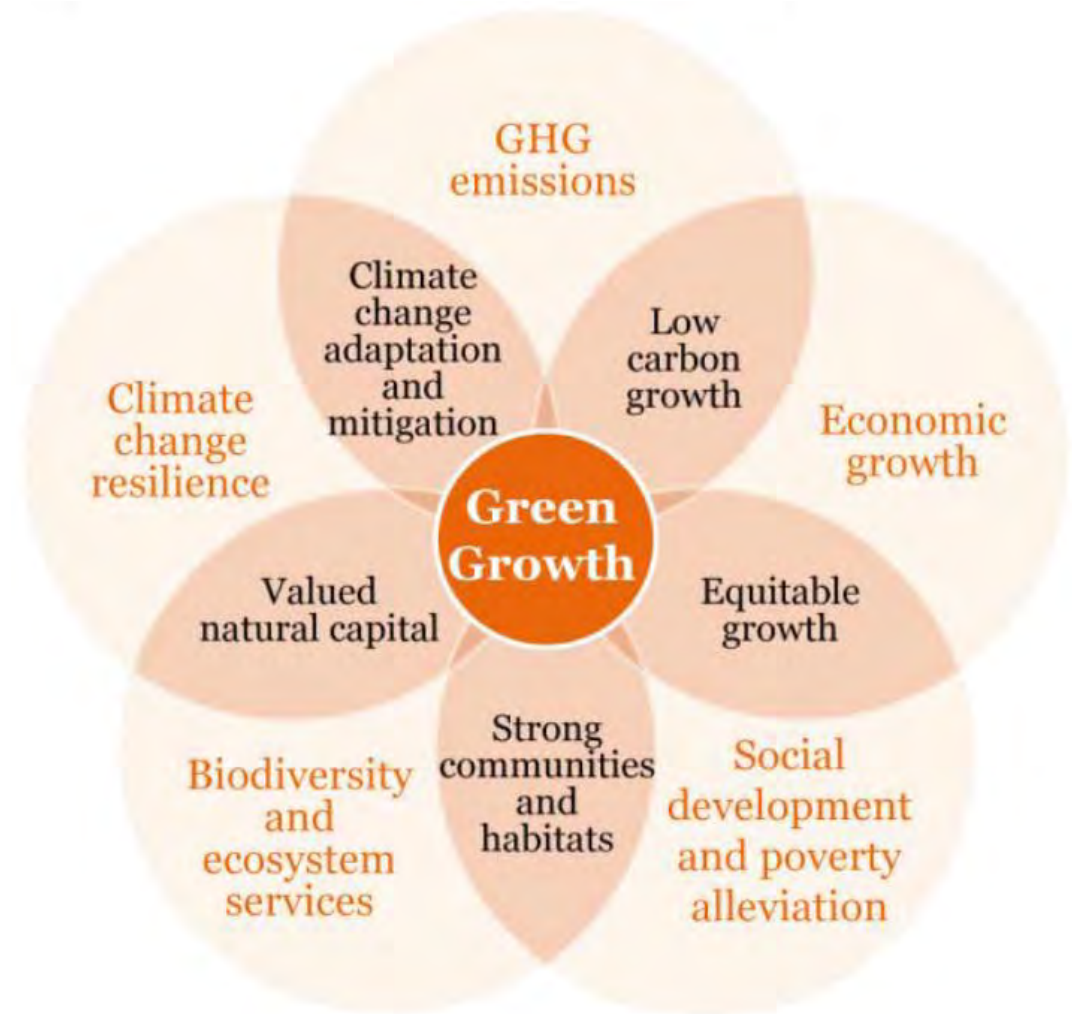 GHG
emissions
Climate
change
adaptation
and
mitigation
Low
carbon
growth
Climate
change
resilience
Economic
growth
Green
Growth
Valued
natural capital
Equitable
growth
Strong
communities
and
habitats
Biodiversity
and
ecosystem
services
Social
development
and poverty
alleviation